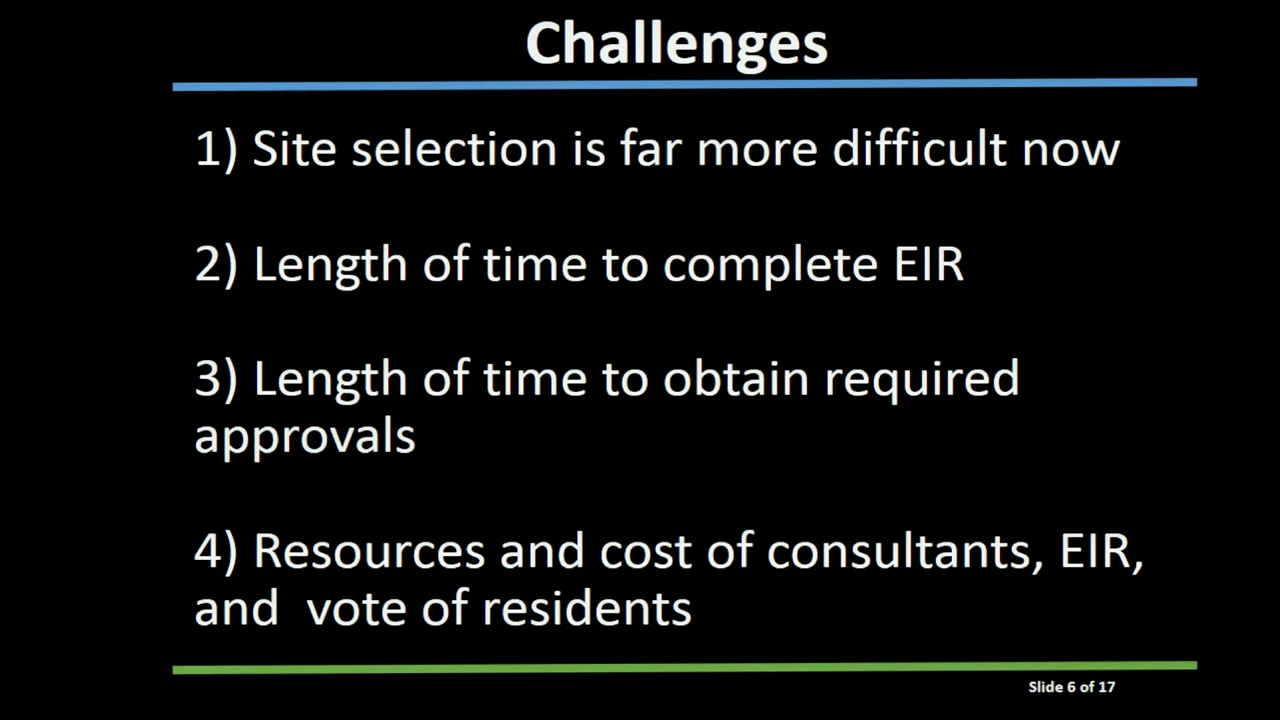 Challenges
1) Site selection is far more difficult now
2) Length of time to complete EIR
3) Length of time to obtain required
approvals
4) Resources and cost of consultants, EIR,
and  vote of residents
Slide 6 of 17